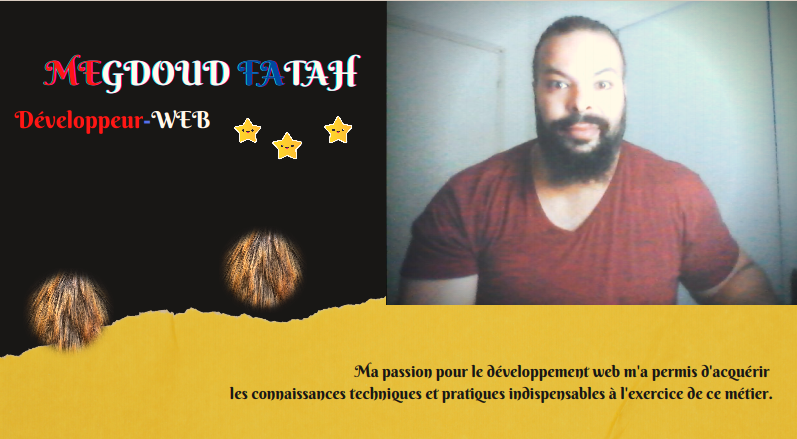 MEGDOUD FATAH
Développeur-WEB
Ma passion pour le développement web m'a permis d'acquérir
les connaissances techniques et pratiques indispensables à l'exercice de ce métier.